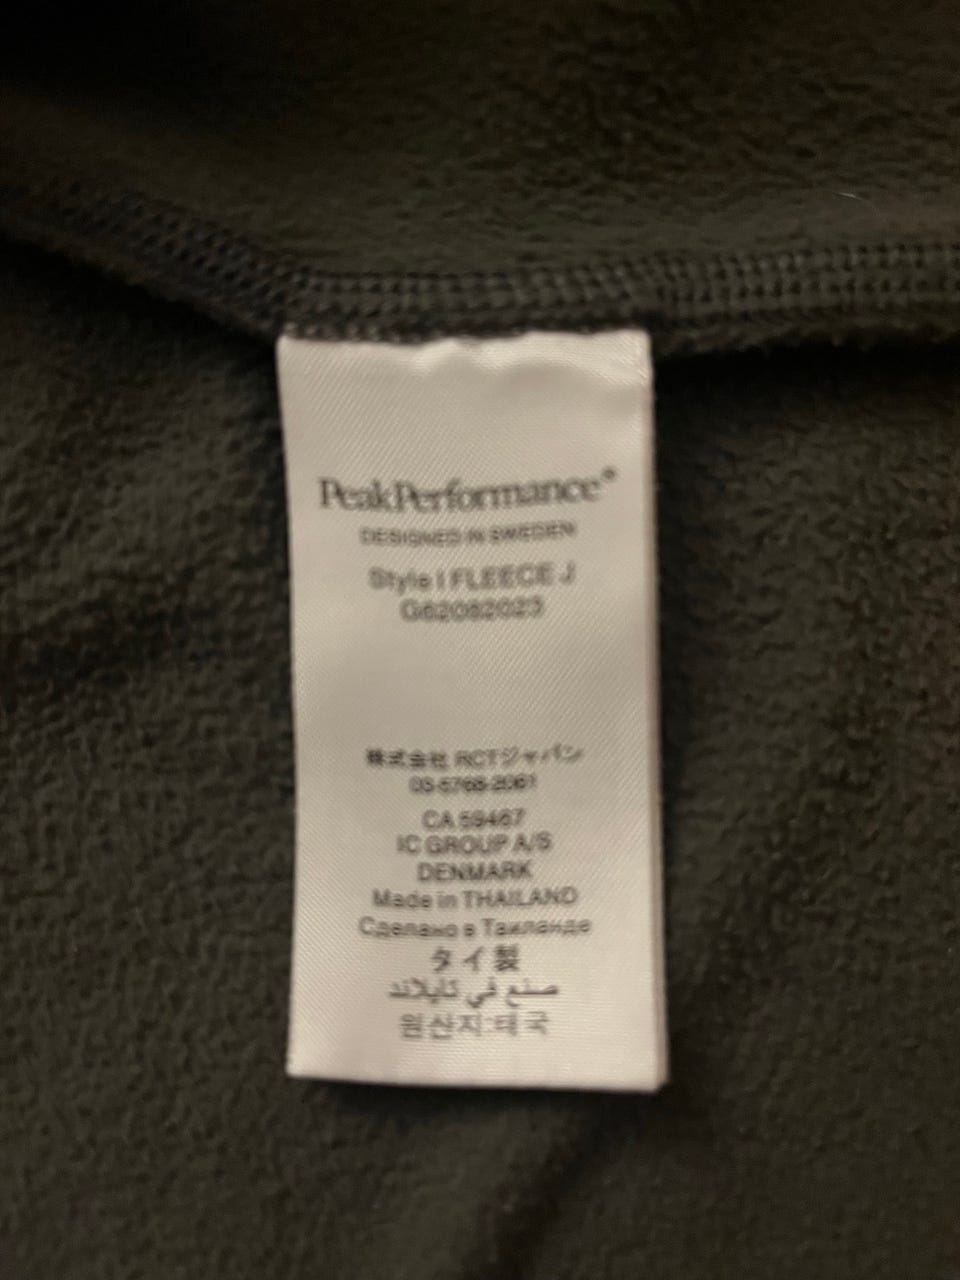 PeakPerformance®
DESIGNED IN SWEDEN
Style I FLEECE J
G62082023
株式会社 RCTジャパン
03-5768-2061
CA 59467
IC GROUP A/S
DENMARK
Made in THAILAND
Сделано в Таиланде
タイ製
صنع في تايلاند
원산지:태국